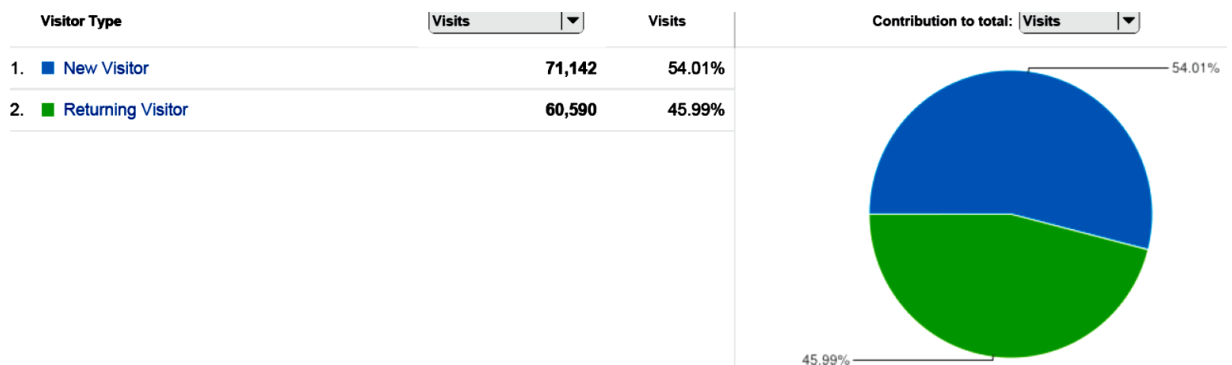 Visitor Type Visits Visits Contribution to total: Visits
1. New Visitor 71,142 54.01%
2. Returning Visitor 60,590 45.99%
54.01%
45.99%